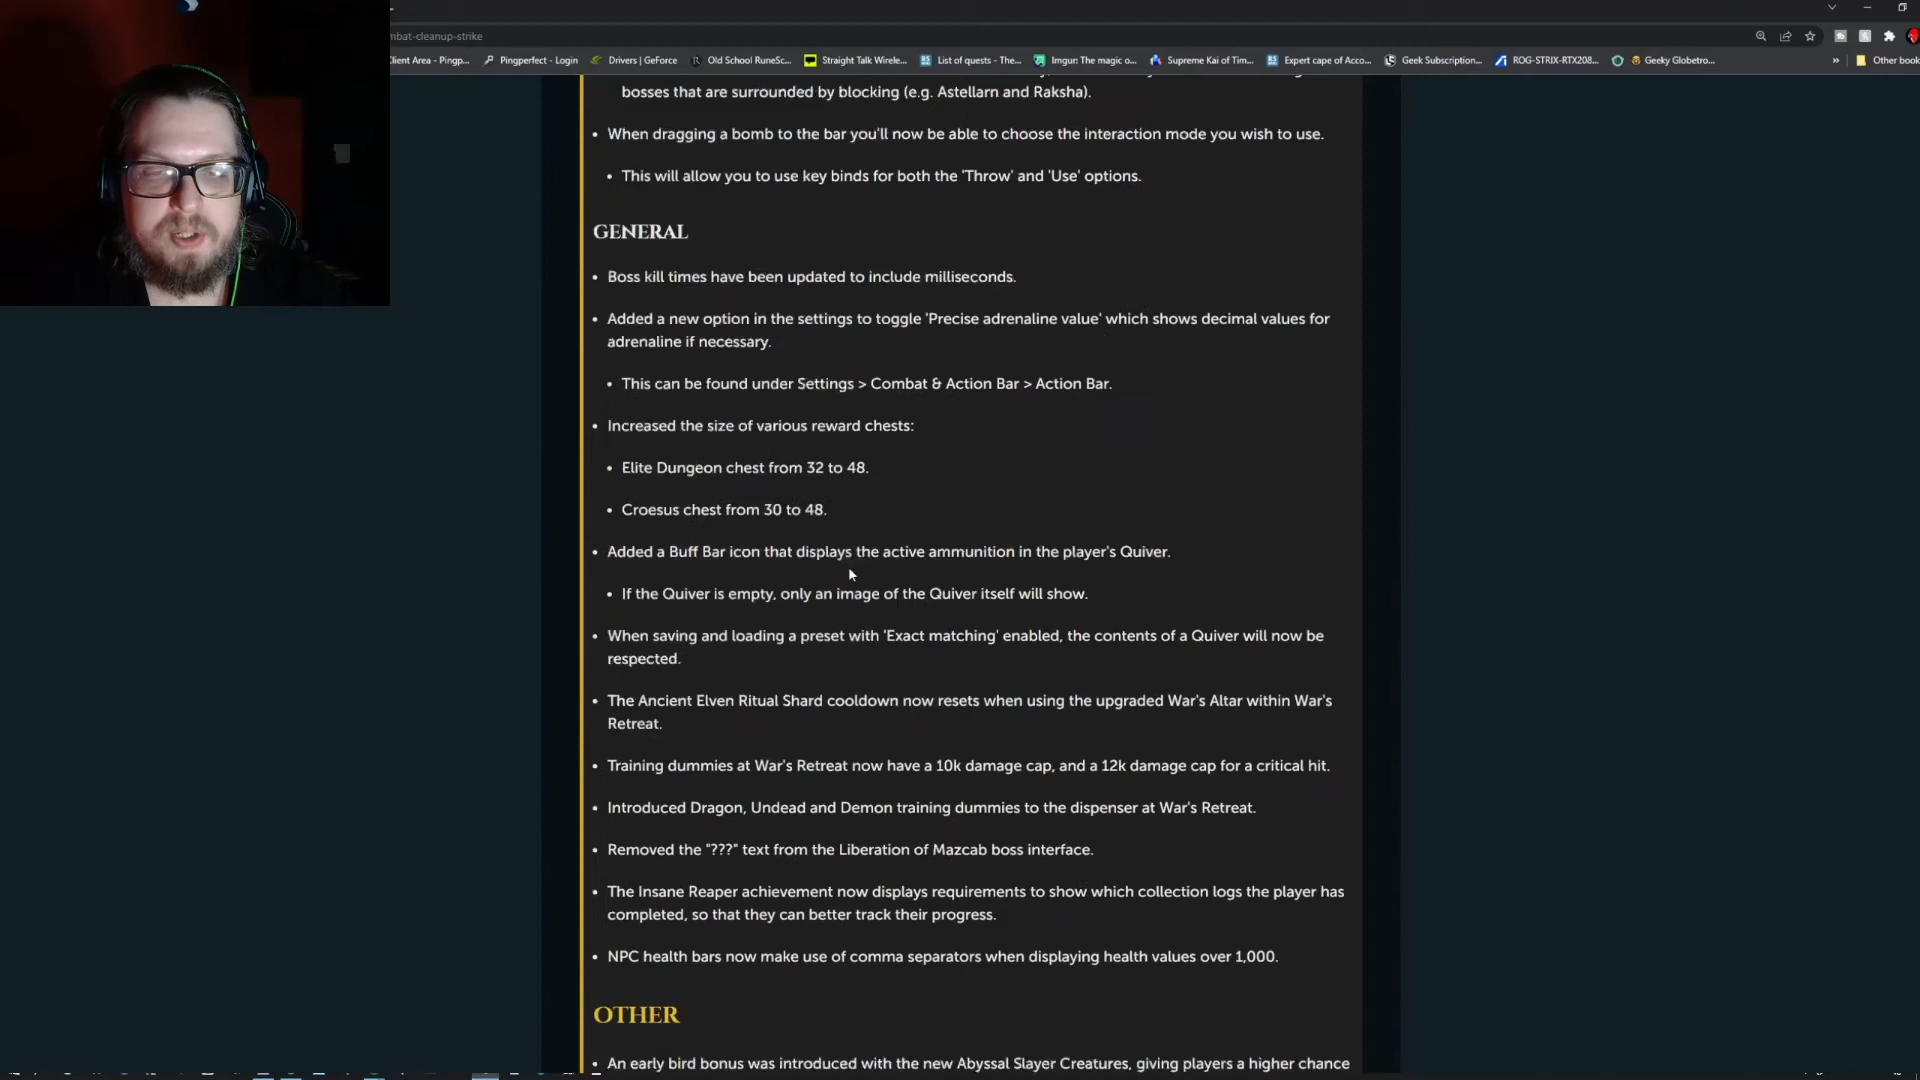 mbat-cleanup-strike
Client Area - Pingp...
Pingperfect - Login
Drivers | GeForce
Old School RuneSc...
Straight Talk Wirele...
List of quests - The...
Imgur: The magic o...
Supreme Kai of Tim...
Expert cape of Acco...
Geek Subscription...
ROG-STRIX-RTX208...
Geeky Globetro...
»
Other book
bosses that are surrounded by blocking (e.g. Astellarn and Raksha).
• When dragging a bomb to the bar you'll now be able to choose the interaction mode you wish to use.
• This will allow you to use key binds for both the 'Throw' and 'Use' options.
GENERAL
• Boss kill times have been updated to include milliseconds.
• Added a new option in the settings to toggle 'Precise adrenaline value' which shows decimal values for
adrenaline if necessary.
• This can be found under Settings > Combat & Action Bar > Action Bar.
• Increased the size of various reward chests:
• Elite Dungeon chest from 32 to 48.
• Croesus chest from 30 to 48.
• Added a Buff Bar icon that displays the active ammunition in the player's Quiver.
• If the Quiver is empty, only an image of the Quiver itself will show.
• When saving and loading a preset with 'Exact matching' enabled, the contents of a Quiver will now be
respected.
• The Ancient Elven Ritual Shard cooldown now resets when using the upgraded War's Altar within War's
Retreat.
• Training dummies at War's Retreat now have a 10k damage cap, and a 12k damage cap for a critical hit.
• Introduced Dragon, Undead and Demon training dummies to the dispenser at War's Retreat.
• Removed the "???" text from the Liberation of Mazcab boss interface.
• The Insane Reaper achievement now displays requirements to show which collection logs the player has
completed, so that they can better track their progress.
• NPC health bars now make use of comma separators when displaying health values over 1,000.
OTHER
• An early bird bonus was introduced with the new Abyssal Slayer Creatures, giving players a higher chance